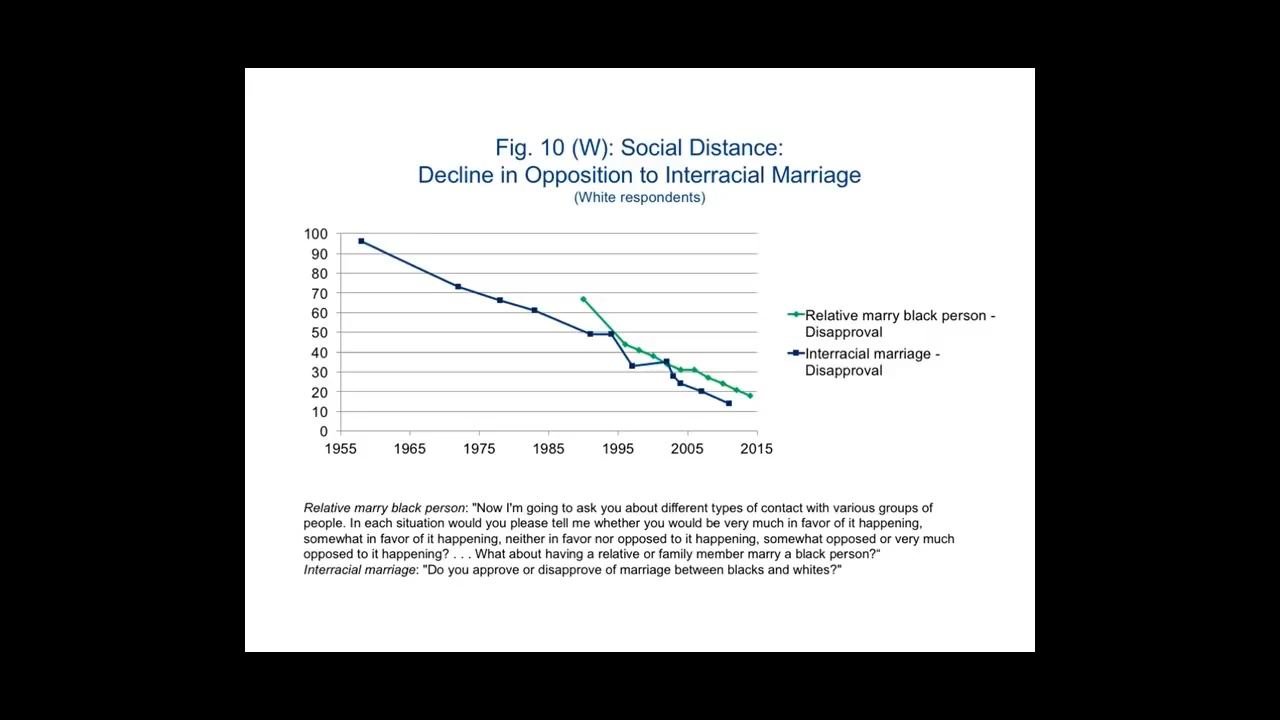 Fig. 10 (W): Social Distance:
Decline in Opposition to Interracial Marriage
(White respondents)
100
90
80
70
60
50
40
30
20
10
0
1955 1965 1975 1985 1995 2005 2015
Relative marry black person -
Disapproval
Interracial marriage -
Disapproval
Relative marry black person: "Now I'm going to ask you about different types of contact with various groups of
people. In each situation would you please tell me whether you would be very much in favor of it happening,
somewhat in favor of it happening, neither in favor nor opposed to it happening, somewhat opposed or very much
opposed to it happening? . . . What about having a relative or family member marry a black person?“
Interracial marriage: "Do you approve or disapprove of marriage between blacks and whites?"